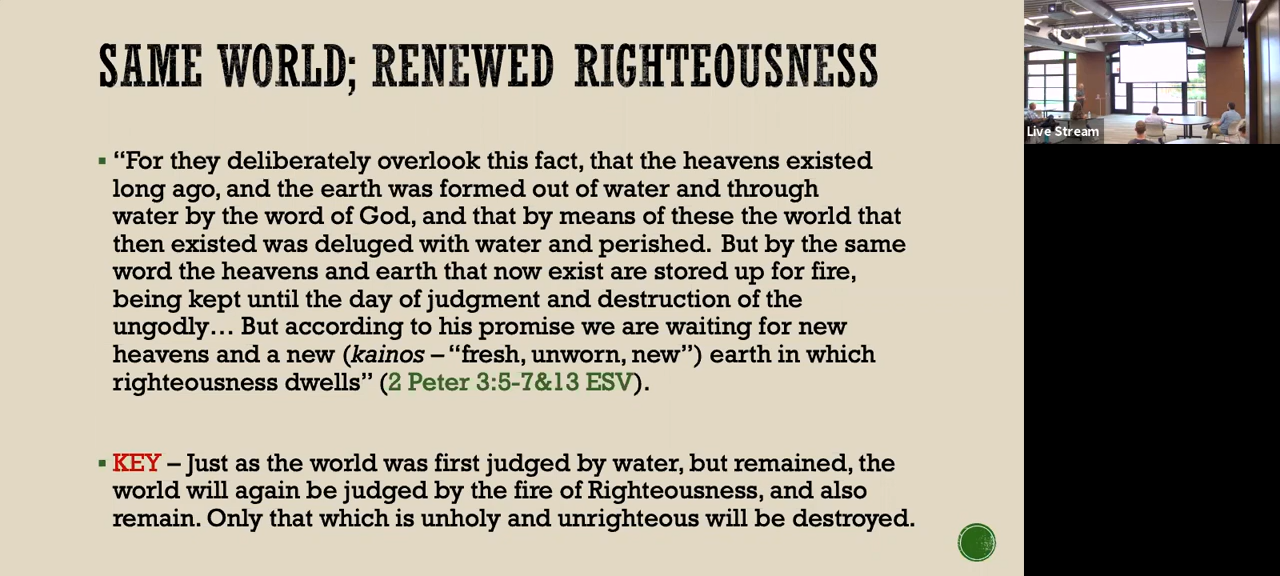 SAME WORLD; RENEWED RIGHTEOUSNESS
▪ “For they deliberately overlook this fact, that the heavens existed
long ago, and the earth was formed out of water and through
water by the word of God, and that by means of these the world that
then existed was deluged with water and perished. But by the same
word the heavens and earth that now exist are stored up for fire,
being kept until the day of judgment and destruction of the
ungodly… But according to his promise we are waiting for new
heavens and a new (kainos – “fresh, unworn, new”) earth in which
righteousness dwells” (2 Peter 3:5-7&13 ESV).
▪ KEY – Just as the world was first judged by water, but remained, the
world will again be judged by the fire of Righteousness, and also
remain. Only that which is unholy and unrighteous will be destroyed.
Live Stream